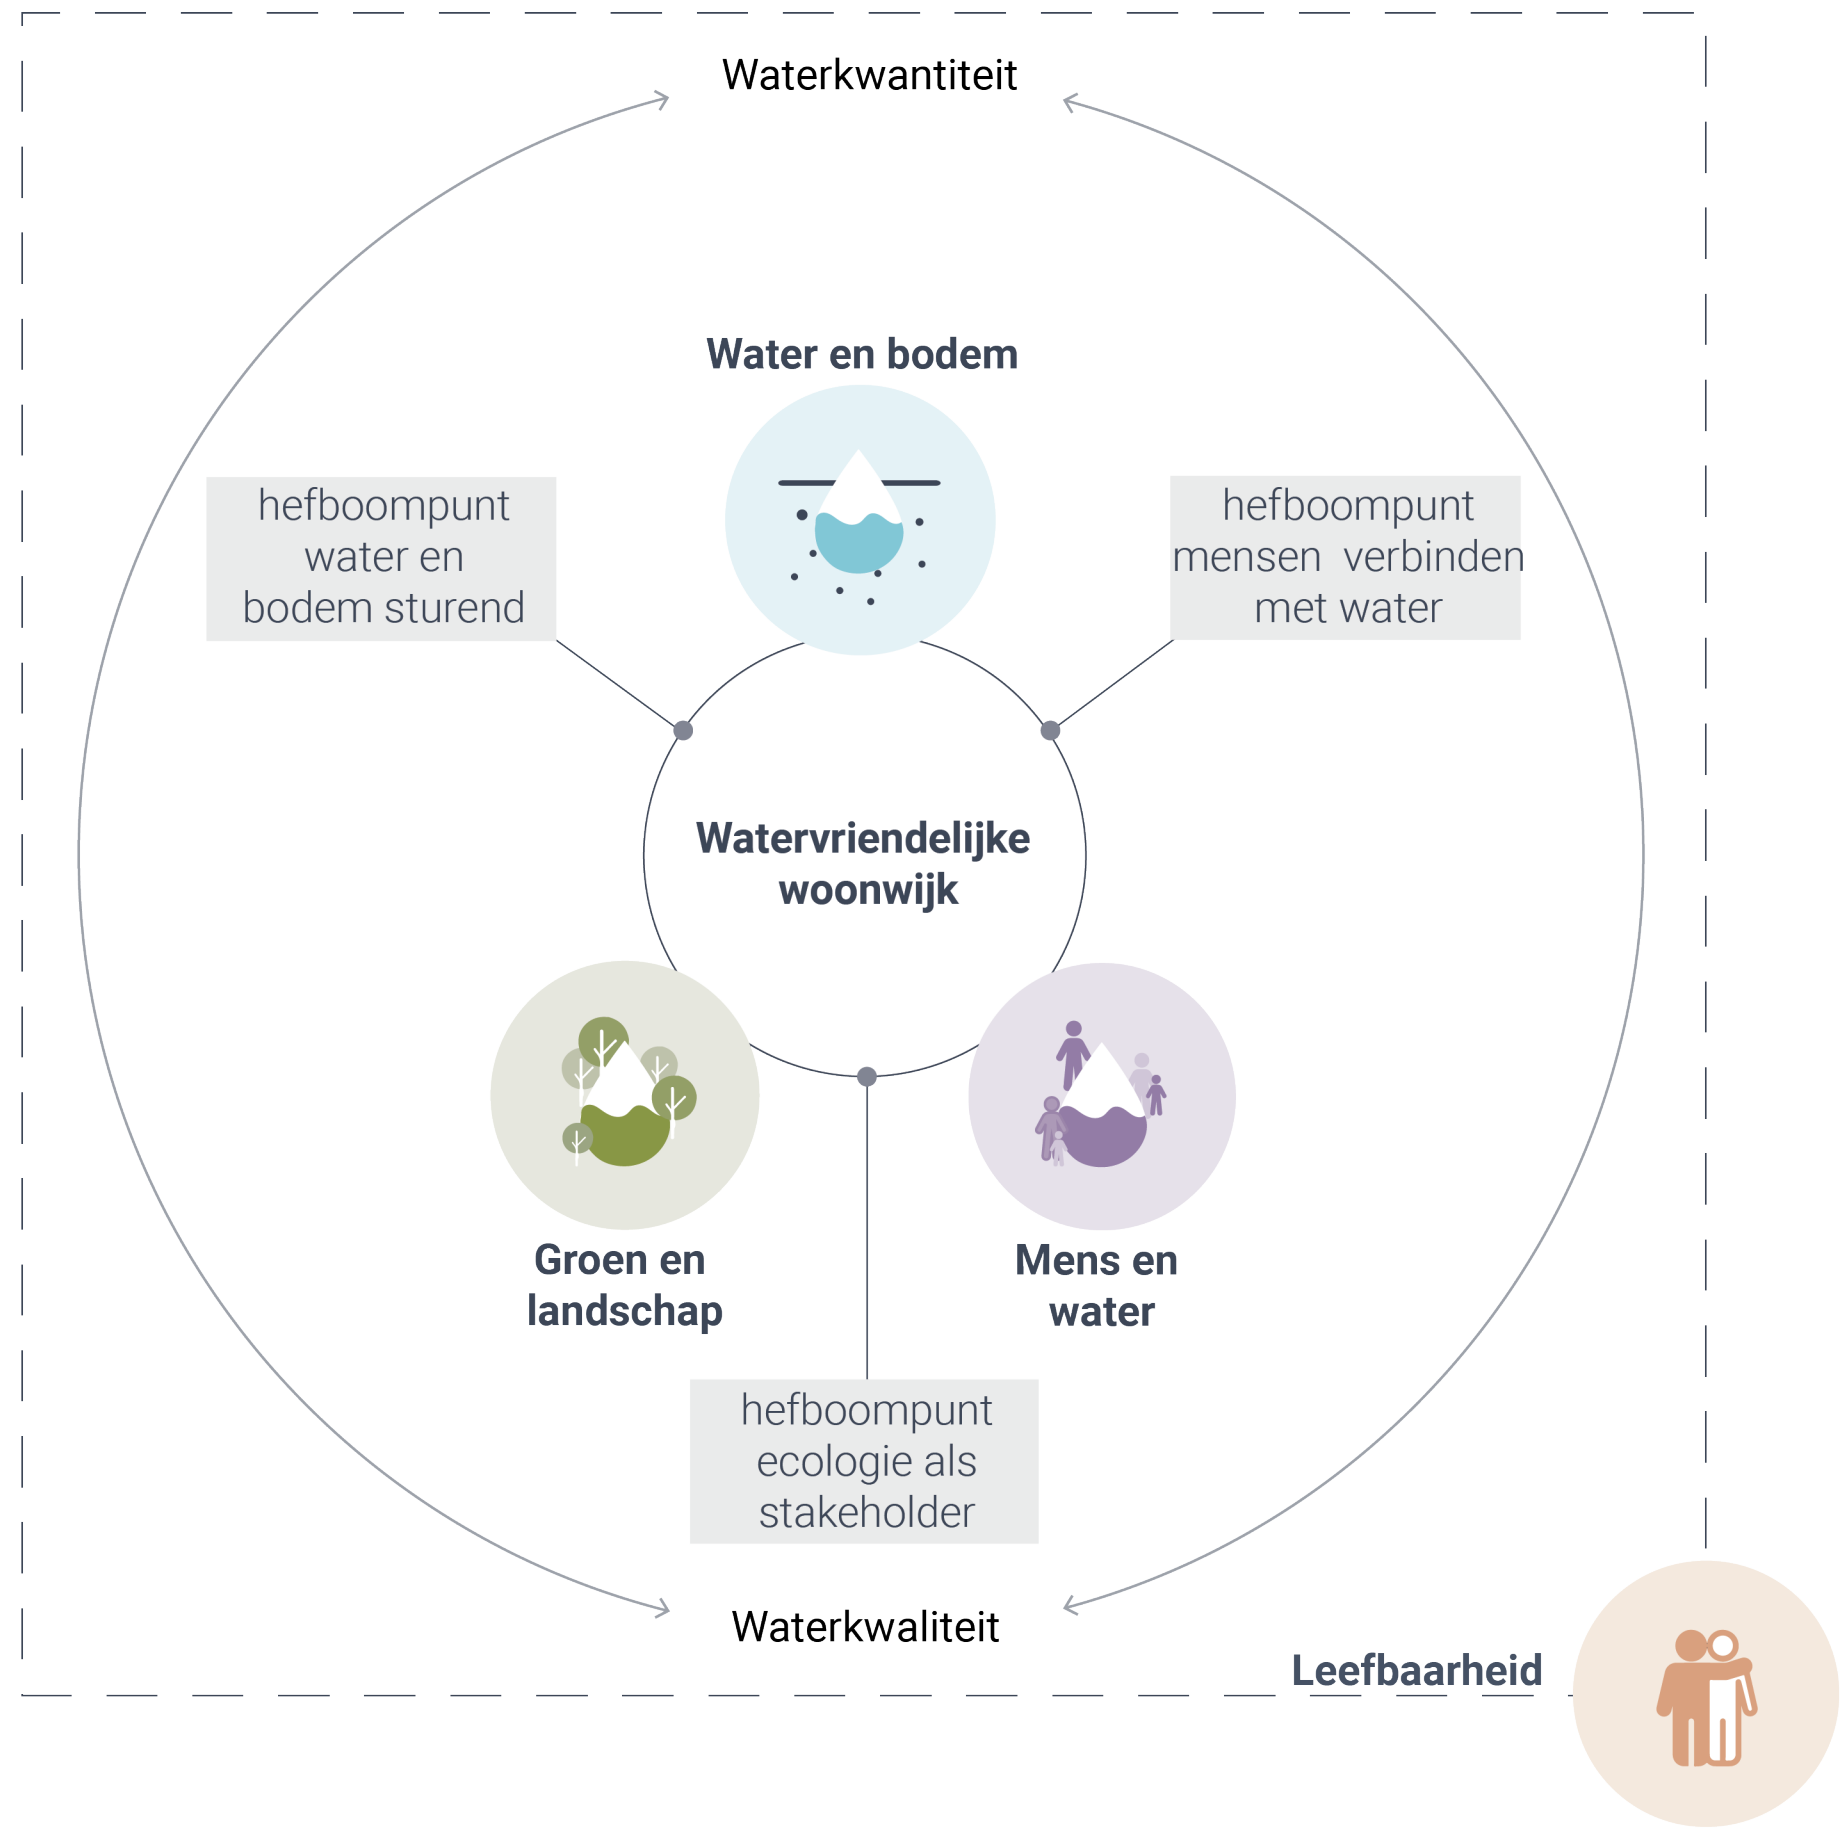 Waterkwantiteit
Water en bodem
hefboompunt
water en
bodem sturend
hefboompunt
mensen verbinden
met water
Watervriendelijke
woonwijk
Groen en
landschap
Mens en
water
hefboompunt
ecologie als
stakeholder
Waterkwaliteit
Leefbaarheid